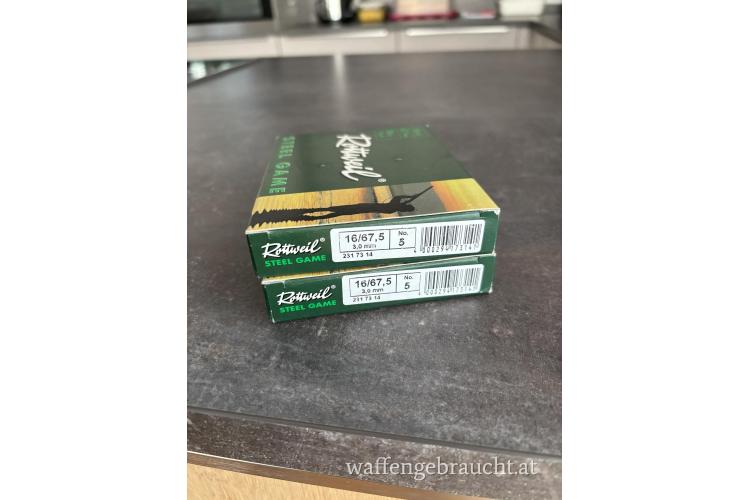 Rottweil®
STEEL GAME
Rottweil®
STEEL GAME
16/67,5
3,0 mm
231 73 14
No.
5
Rottweil®
STEEL GAME
16/67,5
3,0 mm
231 73 14
No.
5
waffengebraucht.at